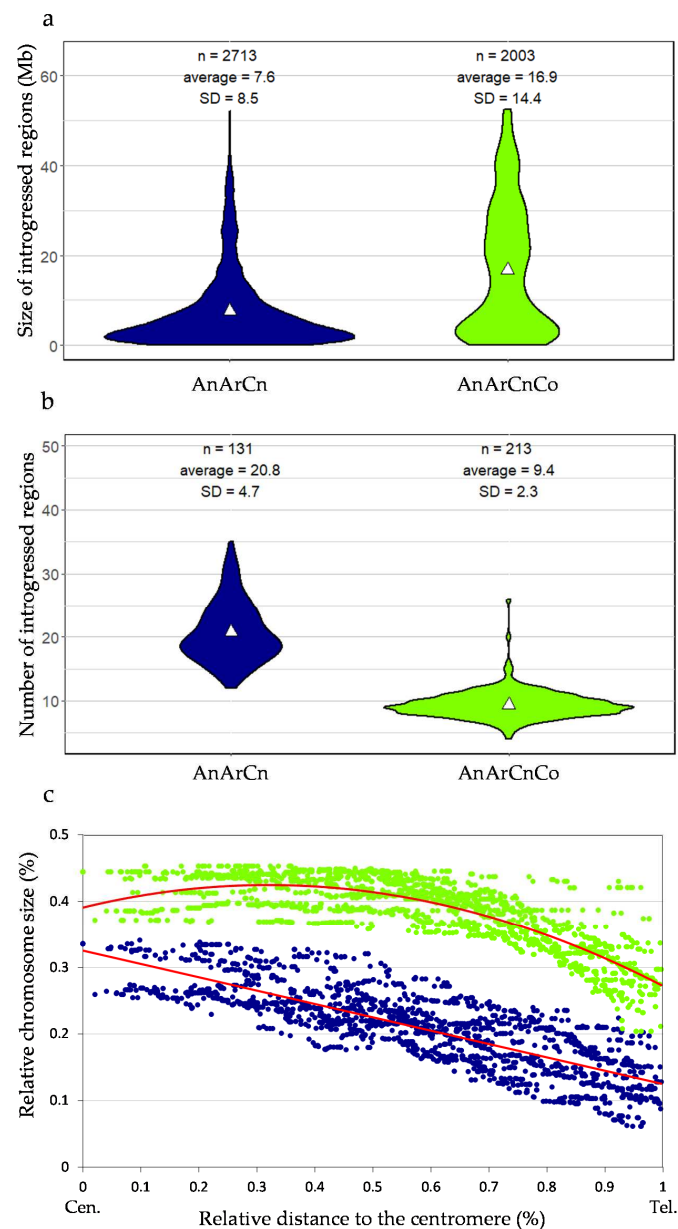 a
Size of introgressed regions (Mb)
60
40
20
0
n = 2713
average = 7.6
SD = 8.5
n = 2003
average = 16.9
SD = 14.4
AnArCn
AnArCnCo
b
Number of introgressed regions
50
40
30
20
10
n = 131
average = 20.8
SD = 4.7
n = 213
average = 9.4
SD = 2.3
AnArCn
AnArCnCo
c
Relative chromosome size (%)
0.5
0.4
0.3
0.2
0.1
0
0 0.1 0.2 0.3 0.4 0.5 0.6 0.7 0.8 0.9 1
Cen.
Tel.
Relative distance to the centromere (%)